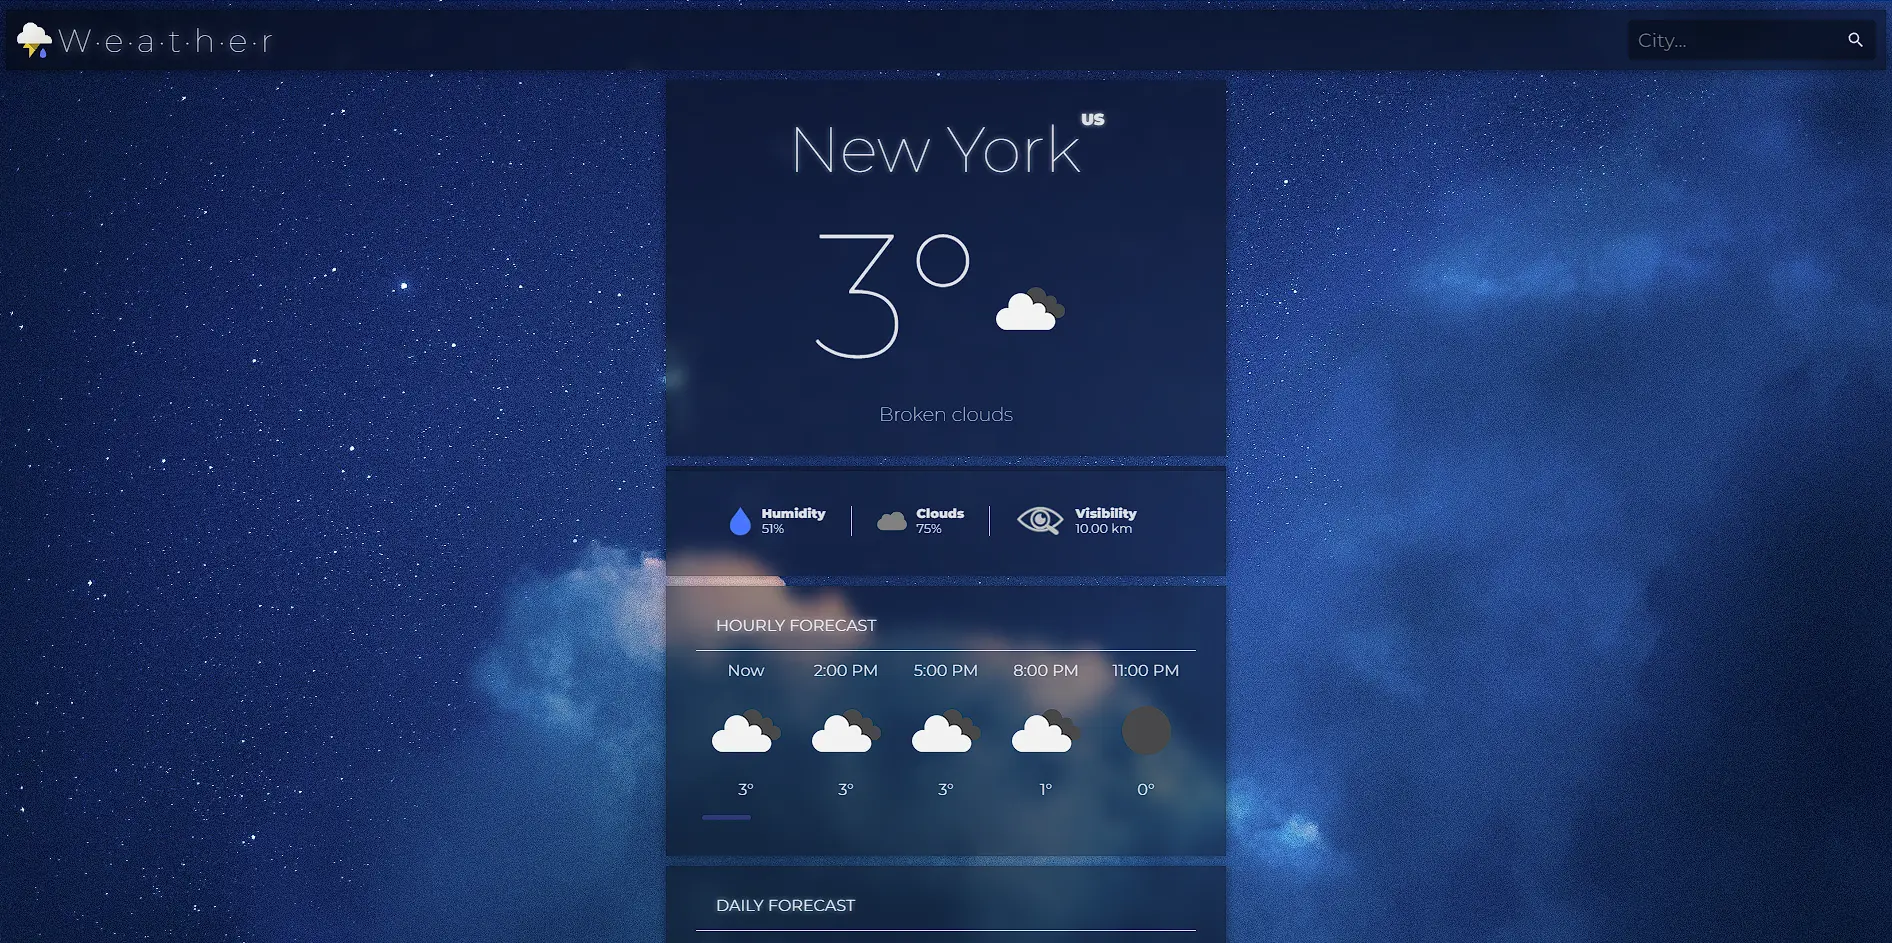 W·e·a·t·h·e·r
City...
New York US
3°
Broken clouds
Humidity
51%
Clouds
75%
Visibility
10.00 km
HOURLY FORECAST
Now 2:00 PM 5:00 PM 8:00 PM 11:00 PM
3° 3° 3° 1° 0°
DAILY FORECAST